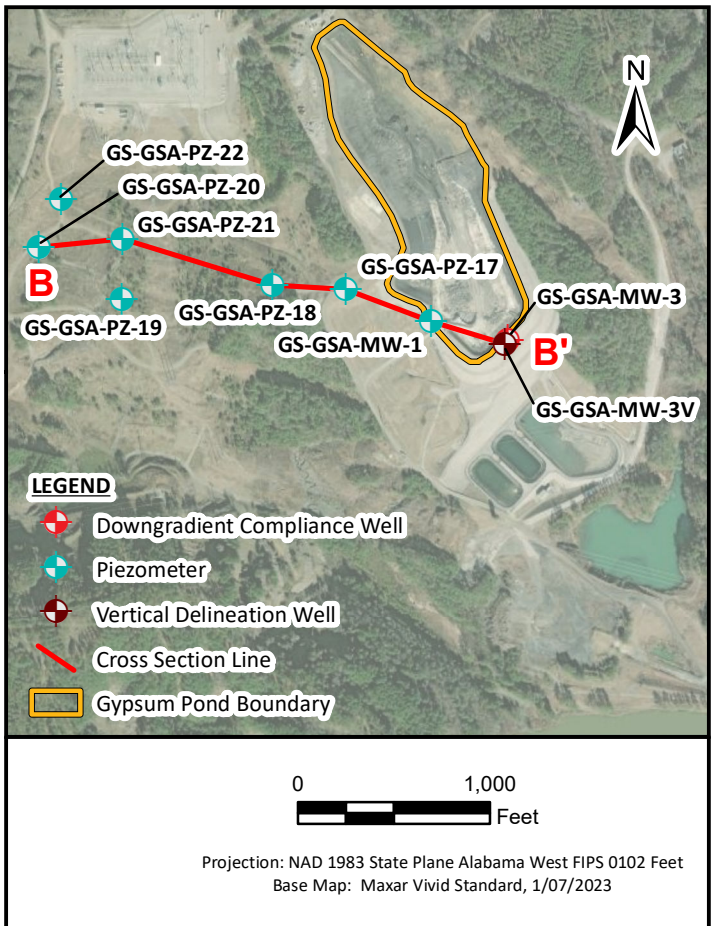 N
GS-GSA-PZ-22
GS-GSA-PZ-20
GS-GSA-PZ-21
B
GS-GSA-PZ-19
GS-GSA-PZ-18
GS-GSA-PZ-17
GS-GSA-MW-1
GS-GSA-MW-3
B'
GS-GSA-MW-3V
LEGEND
Downgradient Compliance Well
Piezometer
Vertical Delineation Well
Cross Section Line
Gypsum Pond Boundary
0 1,000
Feet
Projection: NAD 1983 State Plane Alabama West FIPS 0102 Feet
Base Map: Maxar Vivid Standard, 1/07/2023